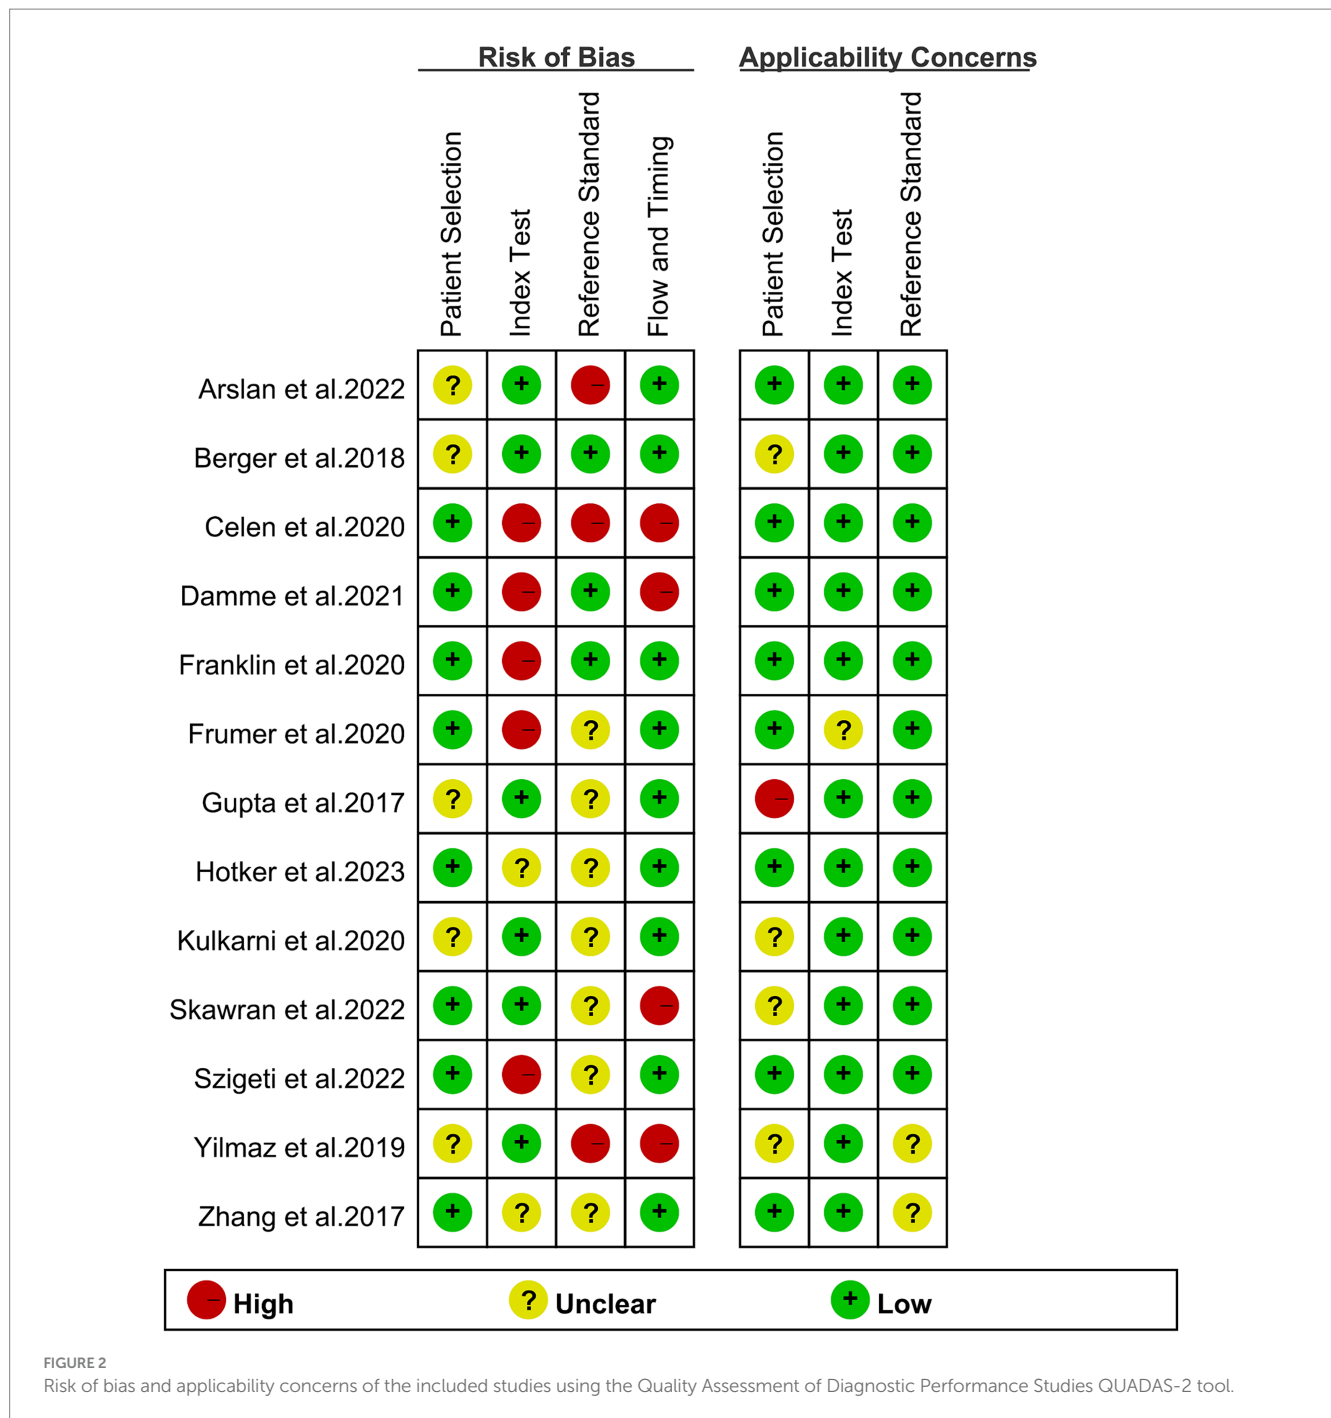 Risk of Bias
Applicability Concerns
Patient Selection
Index Test
Reference Standard
Flow and Timing
Patient Selection
Index Test
Reference Standard
Arslan et al.2022 ? + – + + + +
Berger et al.2018 ? + + + ? + +
Celen et al.2020 + – – – + + +
Damme et al.2021 + – + – + + +
Franklin et al.2020 + – + + + + +
Frumer et al.2020 + – ? + + ? +
Gupta et al.2017 ? + ? + – + +
Hotker et al.2023 + ? ? + + + +
Kulkarni et al.2020 ? + ? + ? + +
Skawran et al.2022 + + ? – ? + +
Szigeti et al.2022 + – ? + + + +
Yilmaz et al.2019 ? + – – ? + ?
Zhang et al.2017 + ? ? + + + ?
– High ? Unclear + Low
FIGURE 2
Risk of bias and applicability concerns of the included studies using the Quality Assessment of Diagnostic Performance Studies QUADAS-2 tool.